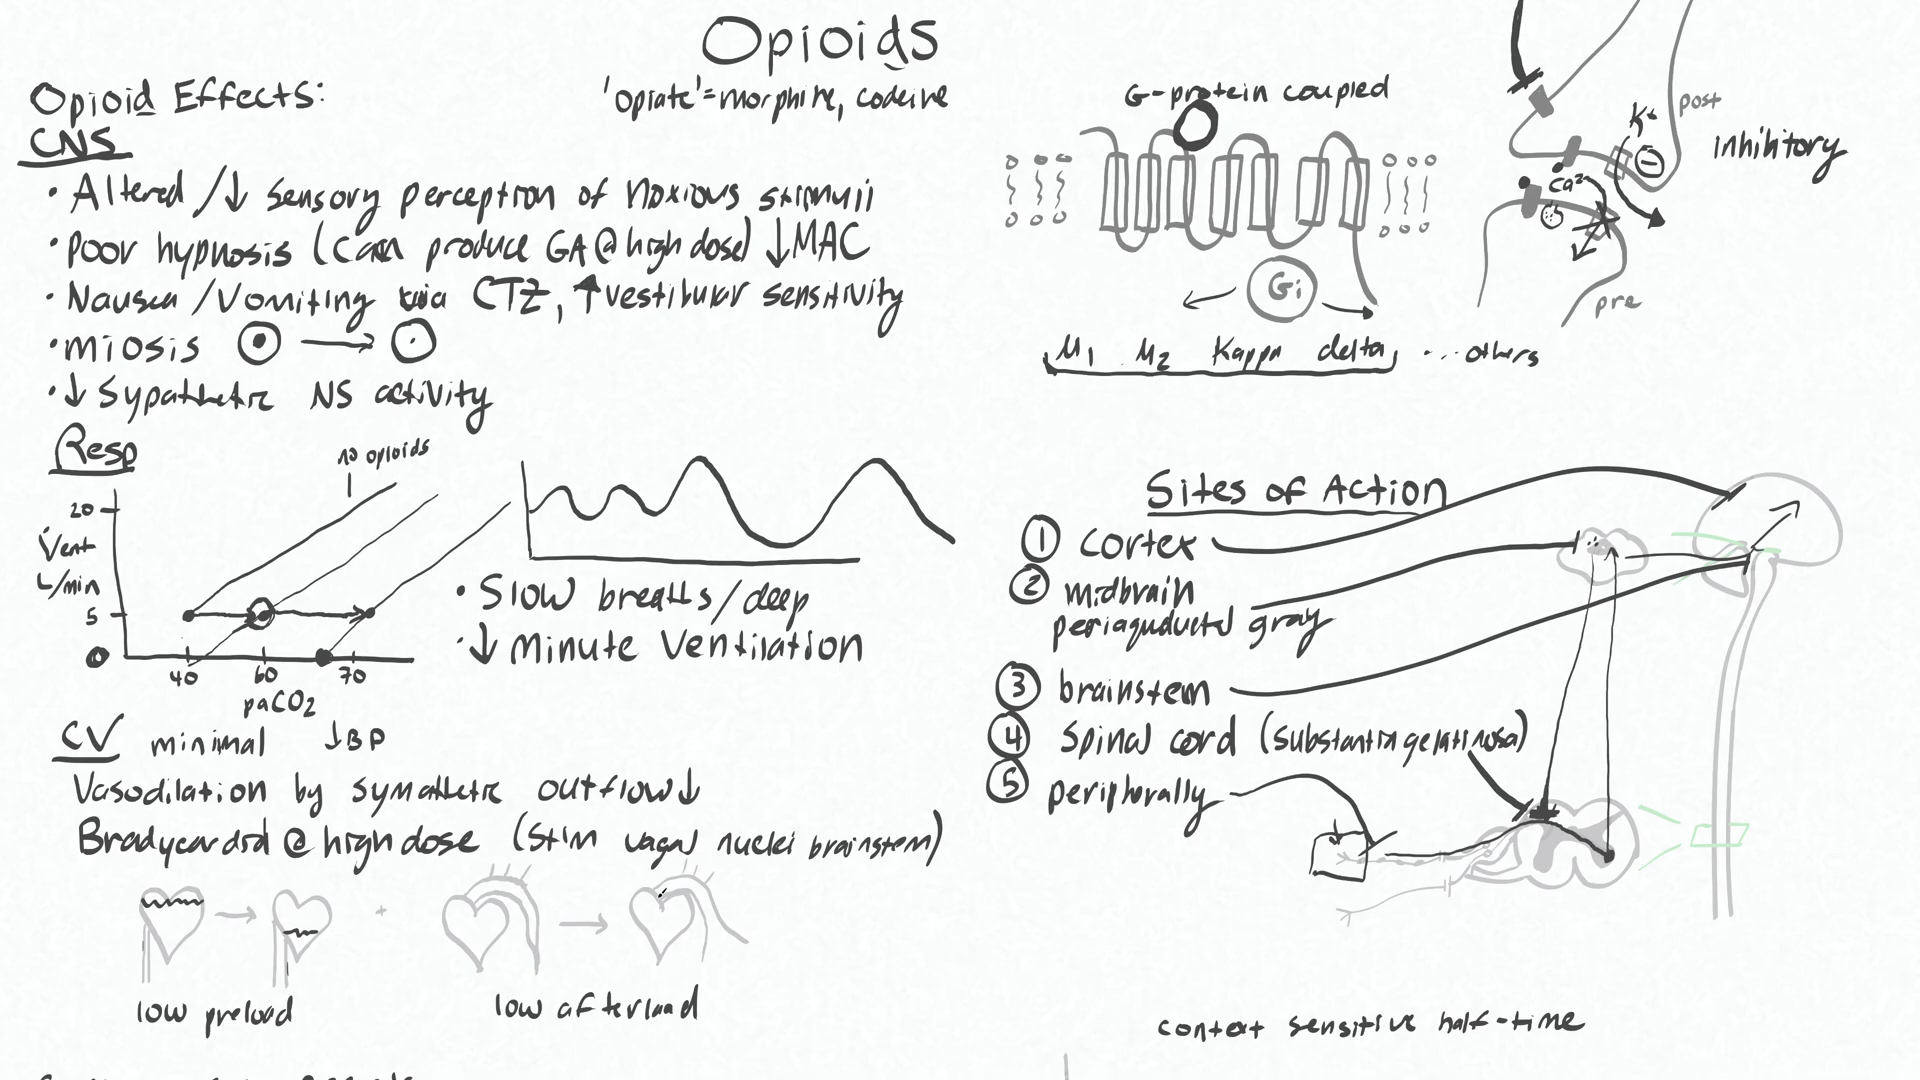 Opioids
'opiate'=morphine, codeine
Opioid Effects:
CNS
• Altered /↓ sensory perception of noxious stimuli
• Poor hypnosis (can produce GA @ high dose) ↓MAC
• Nausea /Vomiting via CTZ, ↑vestibular sensitivity
• miosis
• ↓ Sypathetic NS activity
Resp
no opioids
20
Vent
L/min
5
0
40 60 70
paCO2
• Slow breaths/deep
• ↓ Minute Ventilation
CV minimal ↓BP
Vasodilation by symathetic outflow↓
Bradycardia @ high dose (Stim vagal nuclei brainstem)
+
low preload
low afterload
G-protein coupled
Gi
μ1 μ2 Kappa delta, ...others
K+
post
inhibitory
Ca2+
pre
Sites of Action
① Cortex
② midbrain
periaqueductal gray
③ brainstem
④ Spinal cord (substantia gelatinosa)
⑤ peripherally
context sensitive half-time